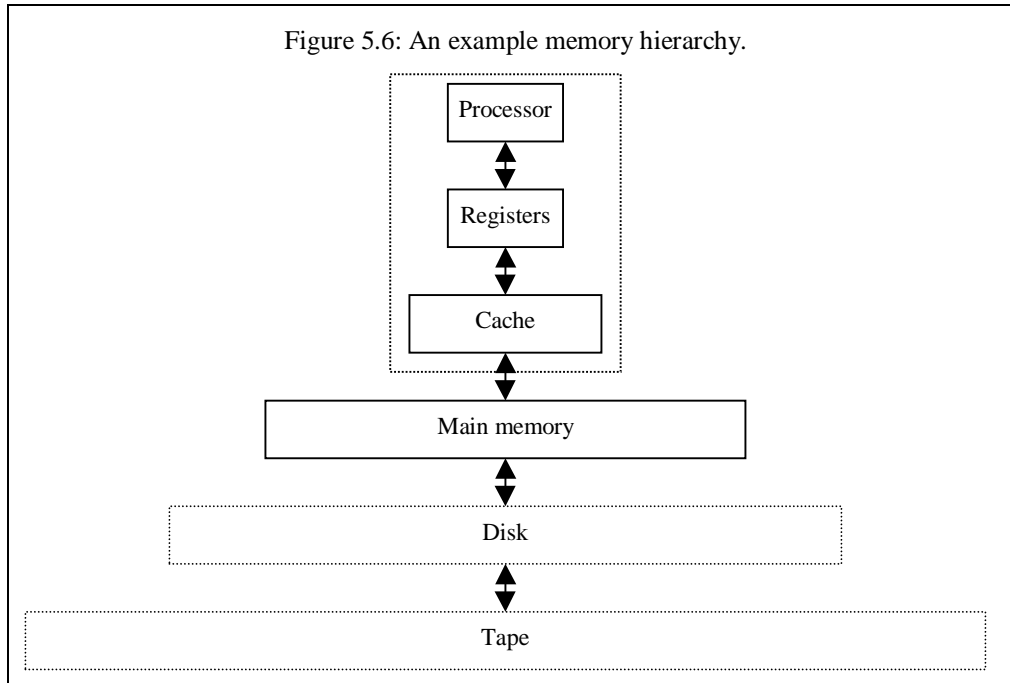 Figure 5.6: An example memory hierarchy.
Processor
Registers
Cache
Main memory
Disk
Tape